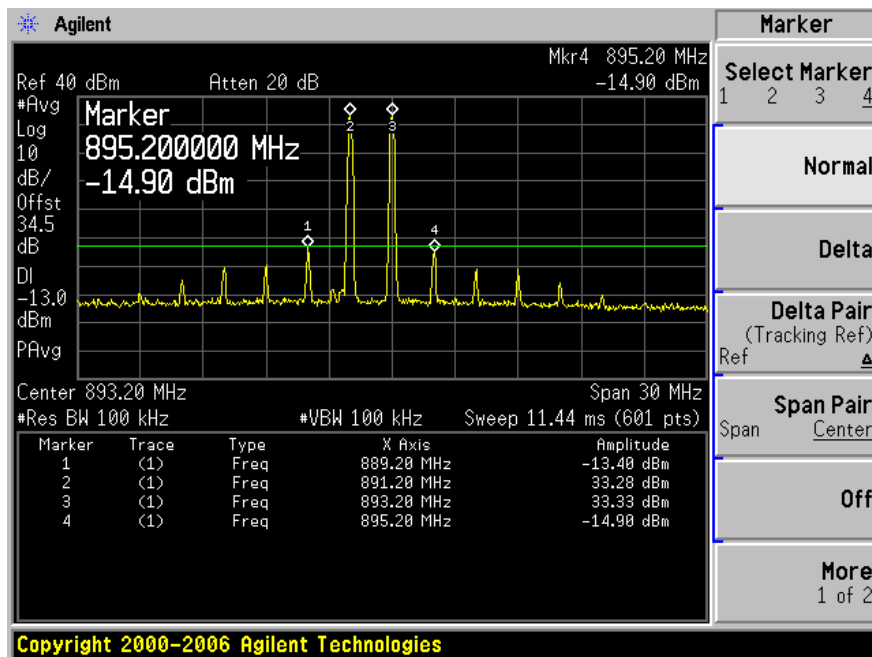 Agilent
Mkr4 895.20 MHz
Ref 40 dBm Atten 20 dB -14.90 dBm
#Avg
Log
10
dB/
Offst
34.5
dB
DI
-13.0
dBm
PAvg
Marker
895.200000 MHz
-14.90 dBm
1
2
3
4
Center 893.20 MHz Span 30 MHz
#Res BW 100 kHz #VBW 100 kHz Sweep 11.44 ms (601 pts)
Marker Trace Type X Axis Amplitude
1 (1) Freq 889.20 MHz -13.40 dBm
2 (1) Freq 891.20 MHz 33.28 dBm
3 (1) Freq 893.20 MHz 33.33 dBm
4 (1) Freq 895.20 MHz -14.90 dBm
Marker
Select Marker
1 2 3 4
Normal
Delta
Delta Pair
(Tracking Ref)
Ref Δ
Span Pair
Span Center
Off
More
1 of 2
Copyright 2000-2006 Agilent Technologies